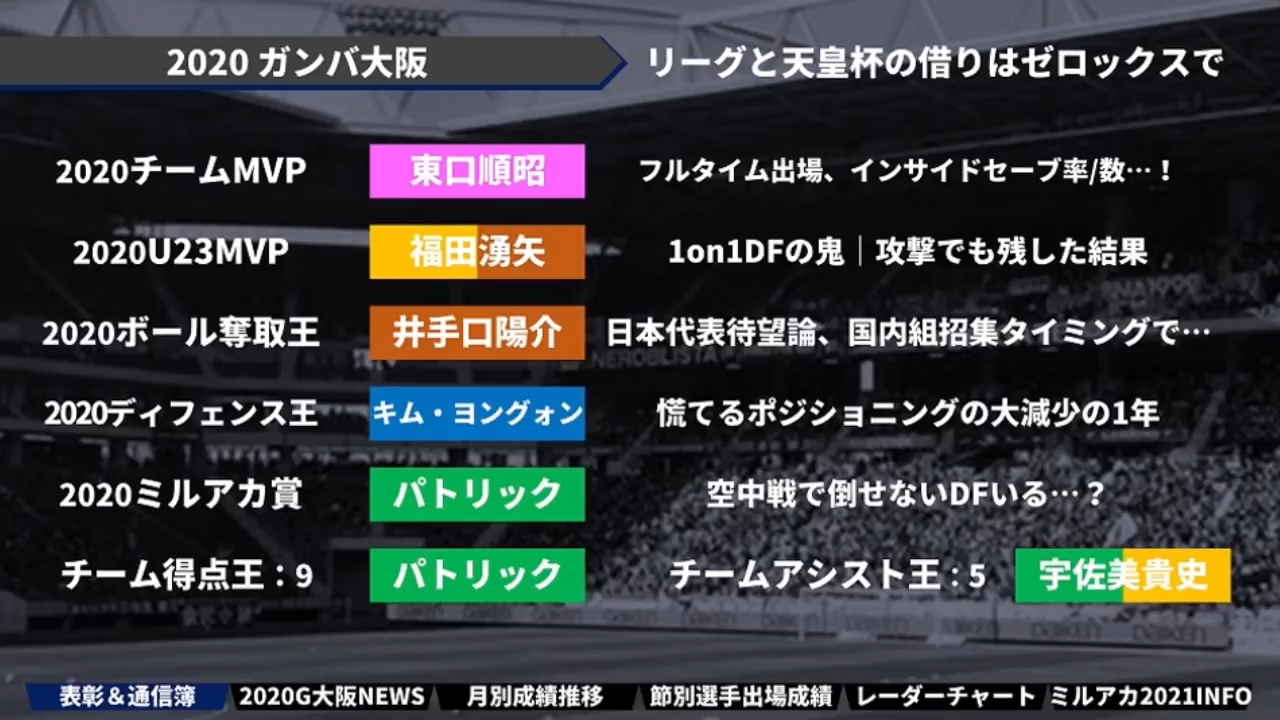 2020 ガンバ大阪
リーグと天皇杯の借りはゼロックスで
2020チームMVP 東口順昭 フルタイム出場、インサイドセーブ率/数…！
2020U23MVP 福田湧矢 1on1DFの鬼｜攻撃でも残した結果
2020ボール奪取王 井手口陽介 日本代表待望論、国内組招集タイミングで…
2020ディフェンス王 キム・ヨングォン 慌てるポジショニングの大減少の1年
2020ミルアカ賞 パトリック 空中戦で倒せないDFいる…？
チーム得点王：9 パトリック チームアシスト王：5 宇佐美貴史
表彰＆通信簿 2020G大阪NEWS 月別成績推移 節別選手出場成績 レーダーチャート ミルアカ2021INFO